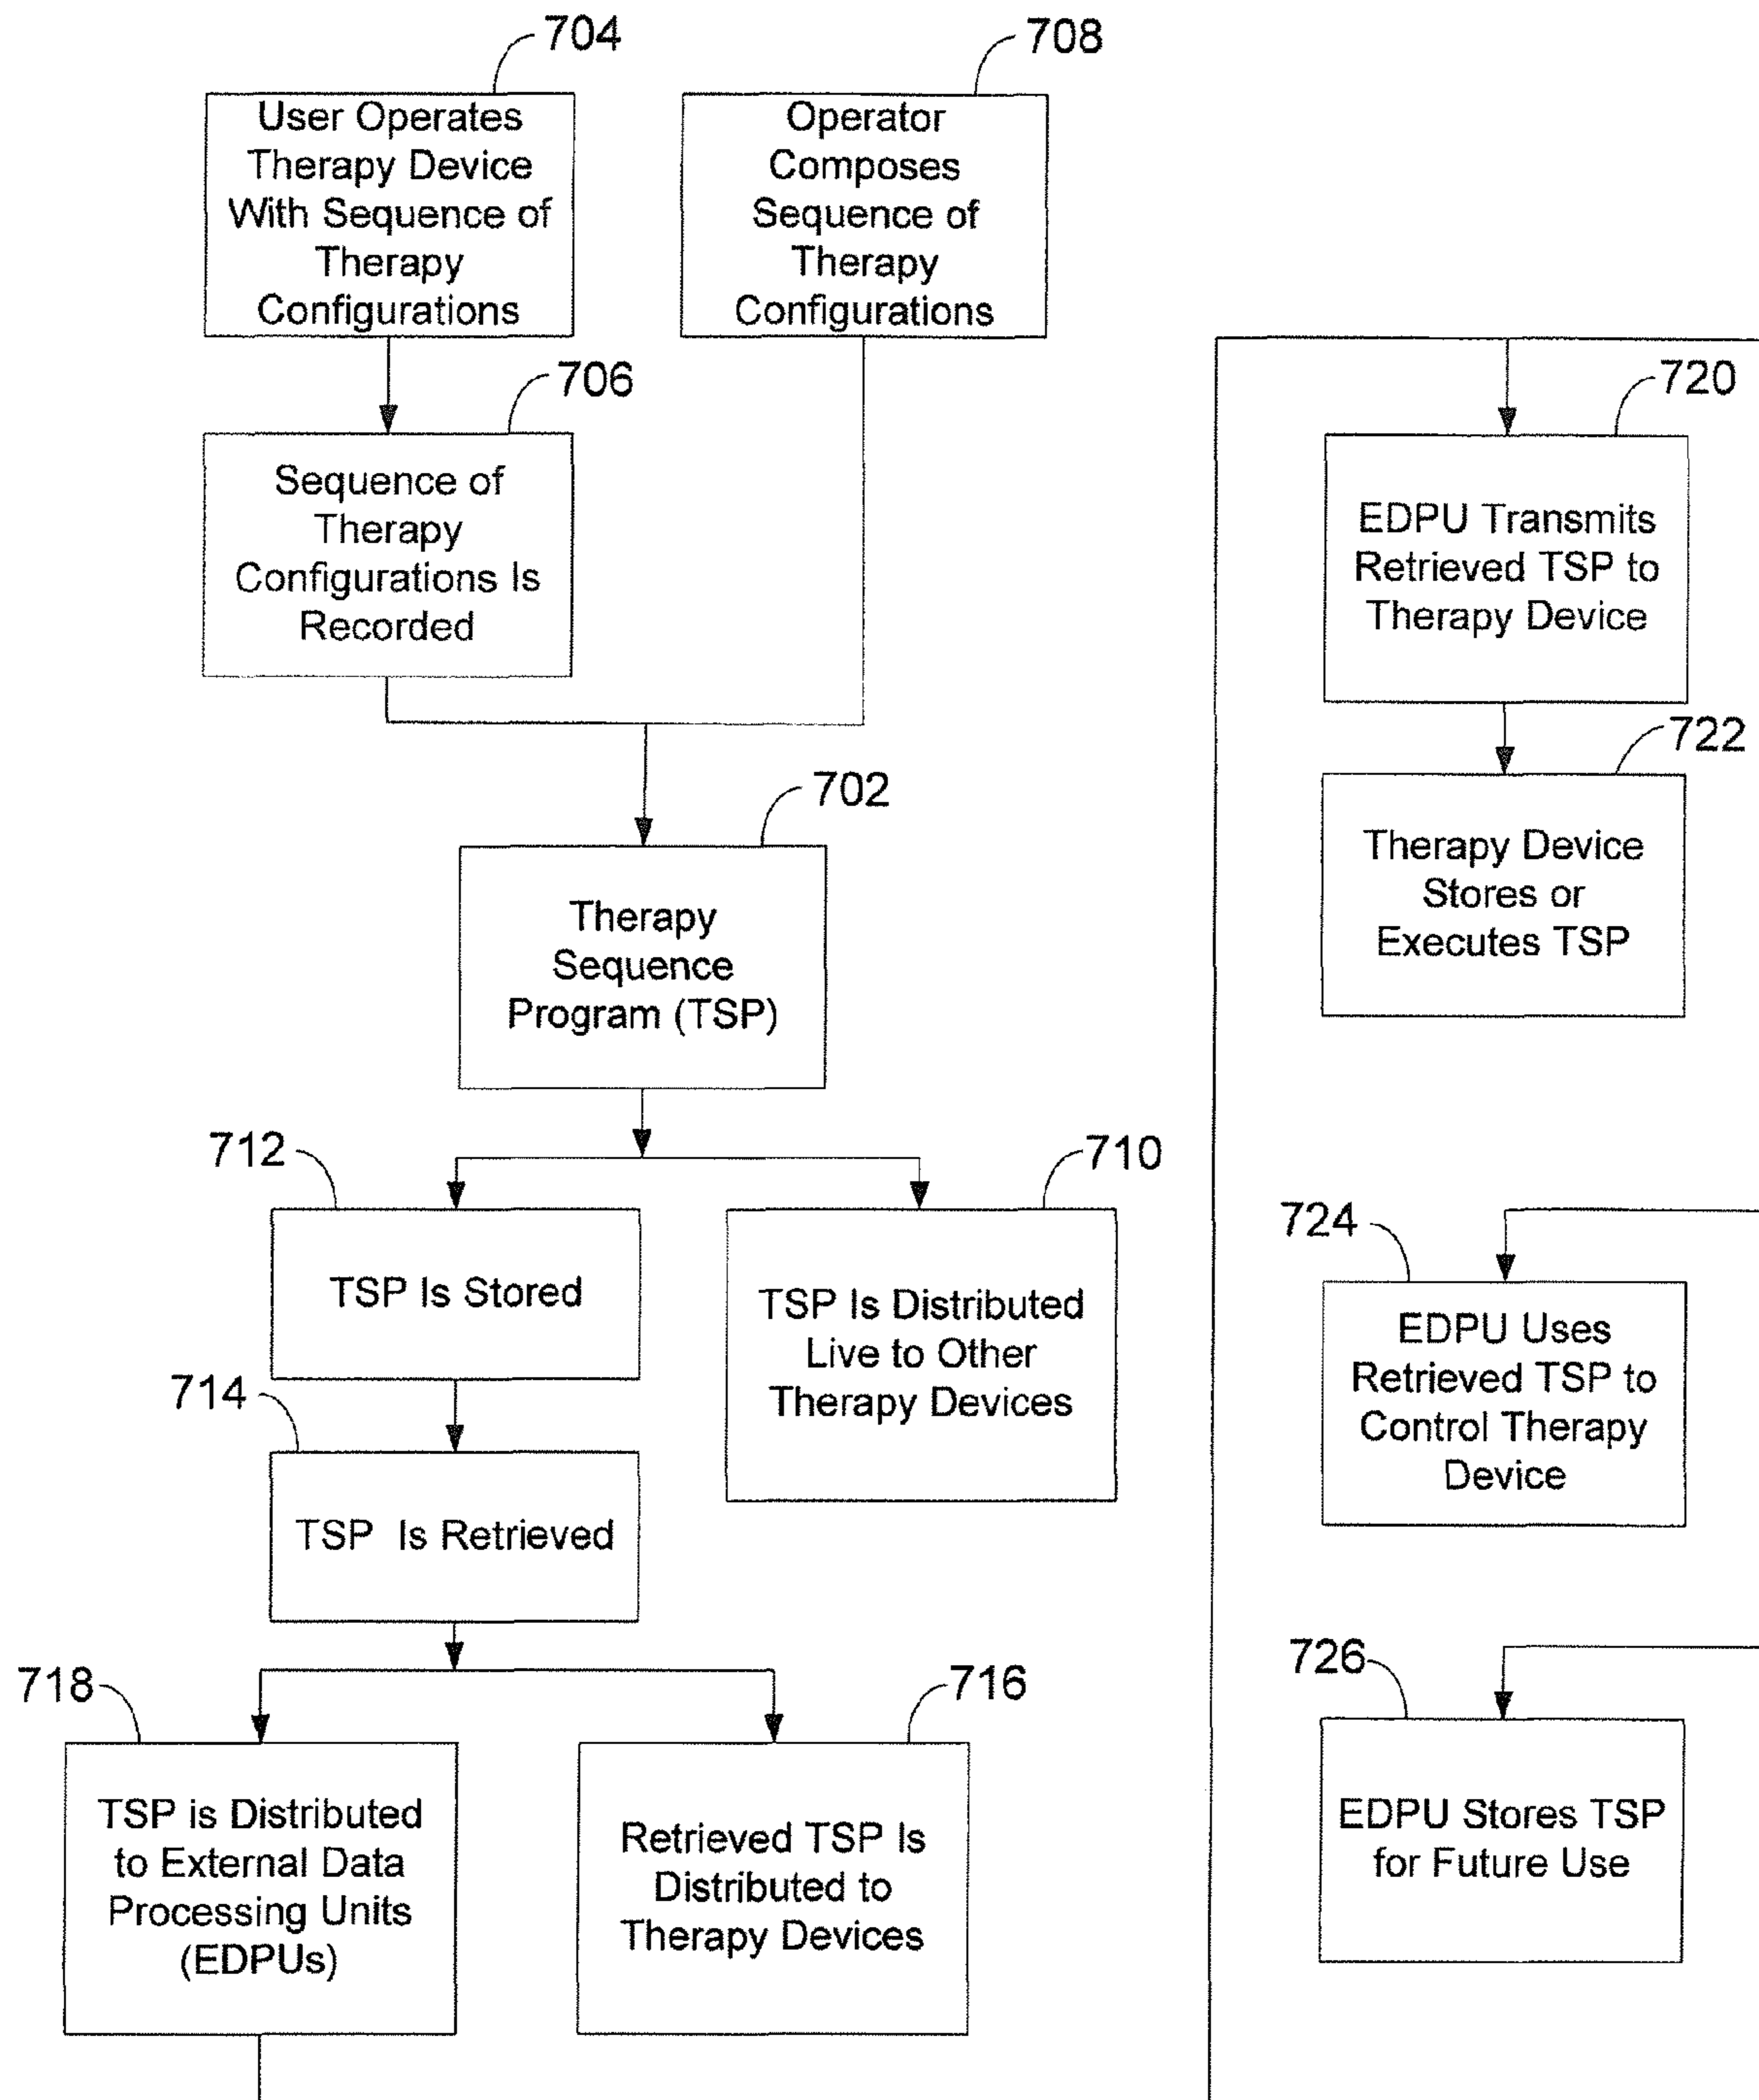 704
User Operates
Therapy Device
With Sequence of
Therapy
Configurations
708
Operator
Composes
Sequence of
Therapy
Configurations
706
Sequence of
Therapy
Configurations Is
Recorded
702
Therapy
Sequence
Program (TSP)
712
TSP Is Stored
710
TSP Is Distributed
Live to Other
Therapy Devices
714
TSP Is Retrieved
718
TSP is Distributed
to External Data
Processing Units
(EDPUs)
716
Retrieved TSP Is
Distributed to
Therapy Devices
720
EDPU Transmits
Retrieved TSP to
Therapy Device
722
Therapy Device
Stores or
Executes TSP
724
EDPU Uses
Retrieved TSP to
Control Therapy
Device
726
EDPU Stores TSP
for Future Use